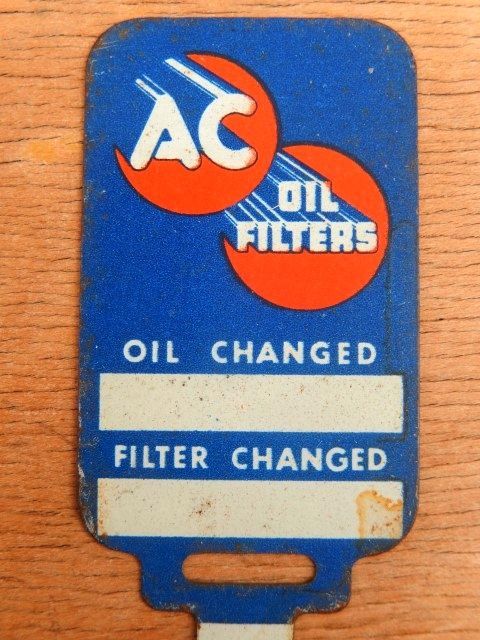 AC
OIL
FILTERS
OIL CHANGED
FILTER CHANGED